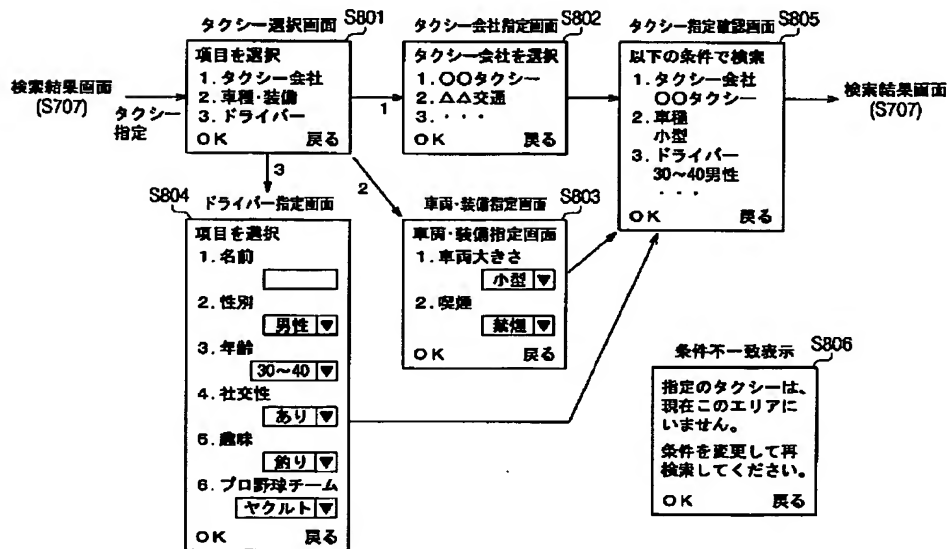 タクシー選択画面
S801
項目を選択
1.タクシー会社
2.車種・装備
3.ドライバー
OK 戻る
検索結果画面
(S707)
タクシー
指定
1
タクシー会社指定画面
S802
タクシー会社を選択
1.〇〇タクシー
2.△△交通
3.・・・
OK 戻る
タクシー指定確認画面
S805
以下の条件で検索
1.タクシー会社
〇〇タクシー
2.車種
小型
3.ドライバー
30〜40男性
・・・
OK 戻る
検索結果画面
(S707)
3
2
S804
ドライバー指定画面
項目を選択
1.名前
2.性別
男性 ▼
3.年齢
30〜40 ▼
4.社交性
あり ▼
5.趣味
釣り ▼
6.プロ野球チーム
ヤクルト ▼
OK 戻る
車両・装備指定画面
S803
車両・装備指定画面
1.車両大きさ
小型 ▼
2.喫煙
禁煙 ▼
OK 戻る
条件不一致表示
S806
指定のタクシーは、
現在このエリアに
いません。
条件を変更して再
検索してください。
OK 戻る